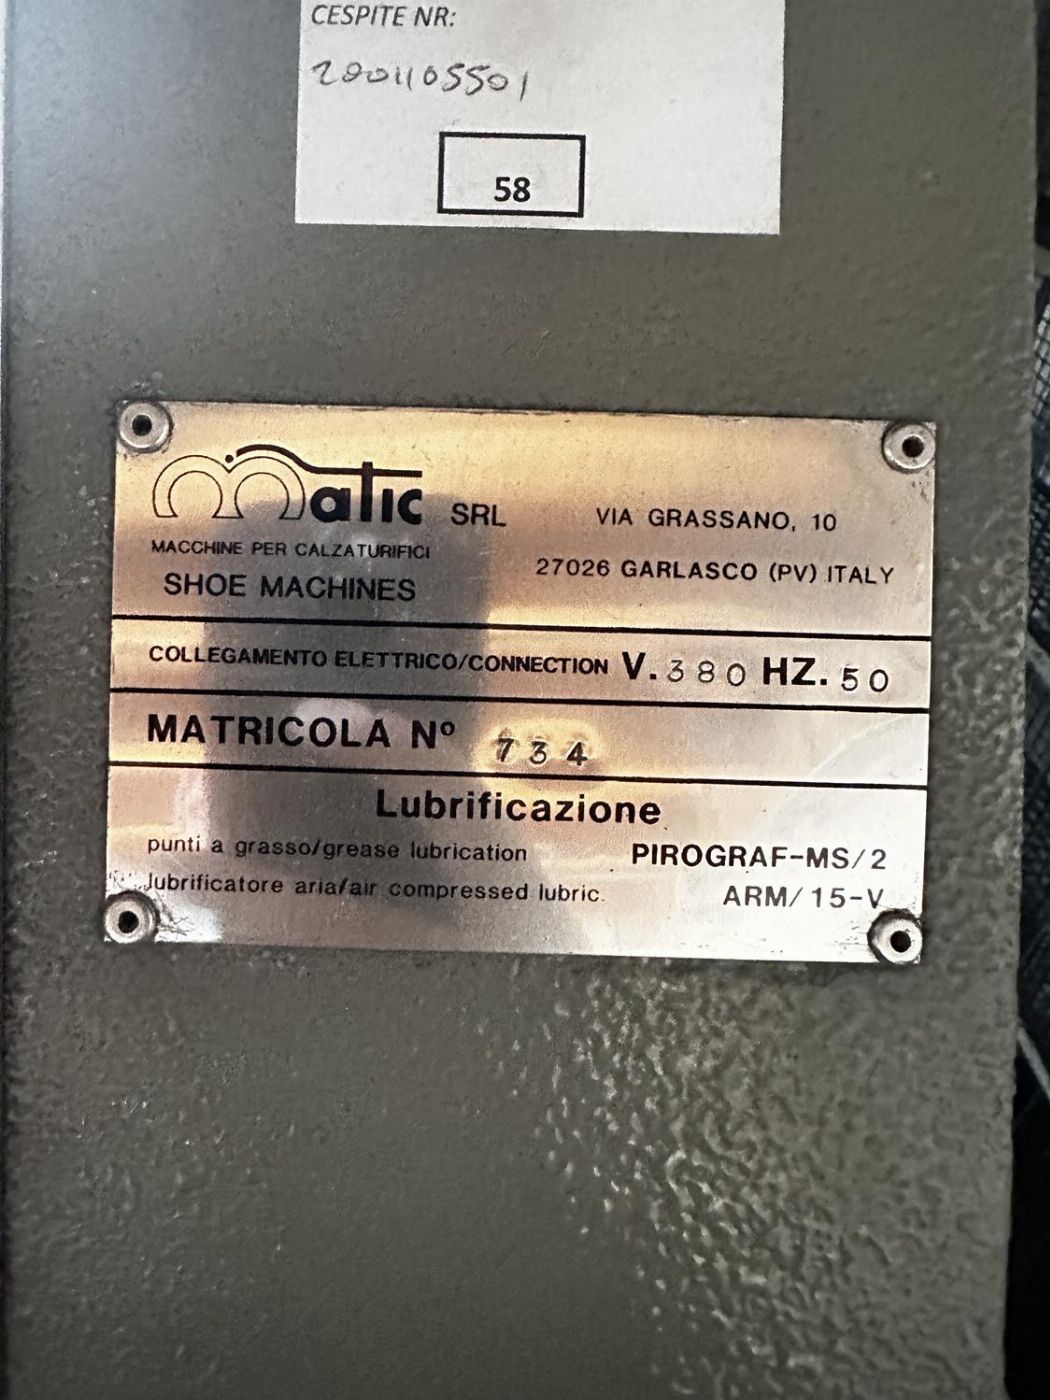 CESPITE NR:
2001105501
58
matic SRL
VIA GRASSANO, 10
MACCHINE PER CALZATURIFICI
SHOE MACHINES
27026 GARLASCO (PV) ITALY
COLLEGAMENTO ELETTRICO/CONNECTION V. 380 HZ. 50
MATRICOLA Nº 734
Lubrificazione
punti a grasso/grease lubrication PIROGRAF-MS/2
lubrificatore aria/air compressed lubric. ARM/15-V